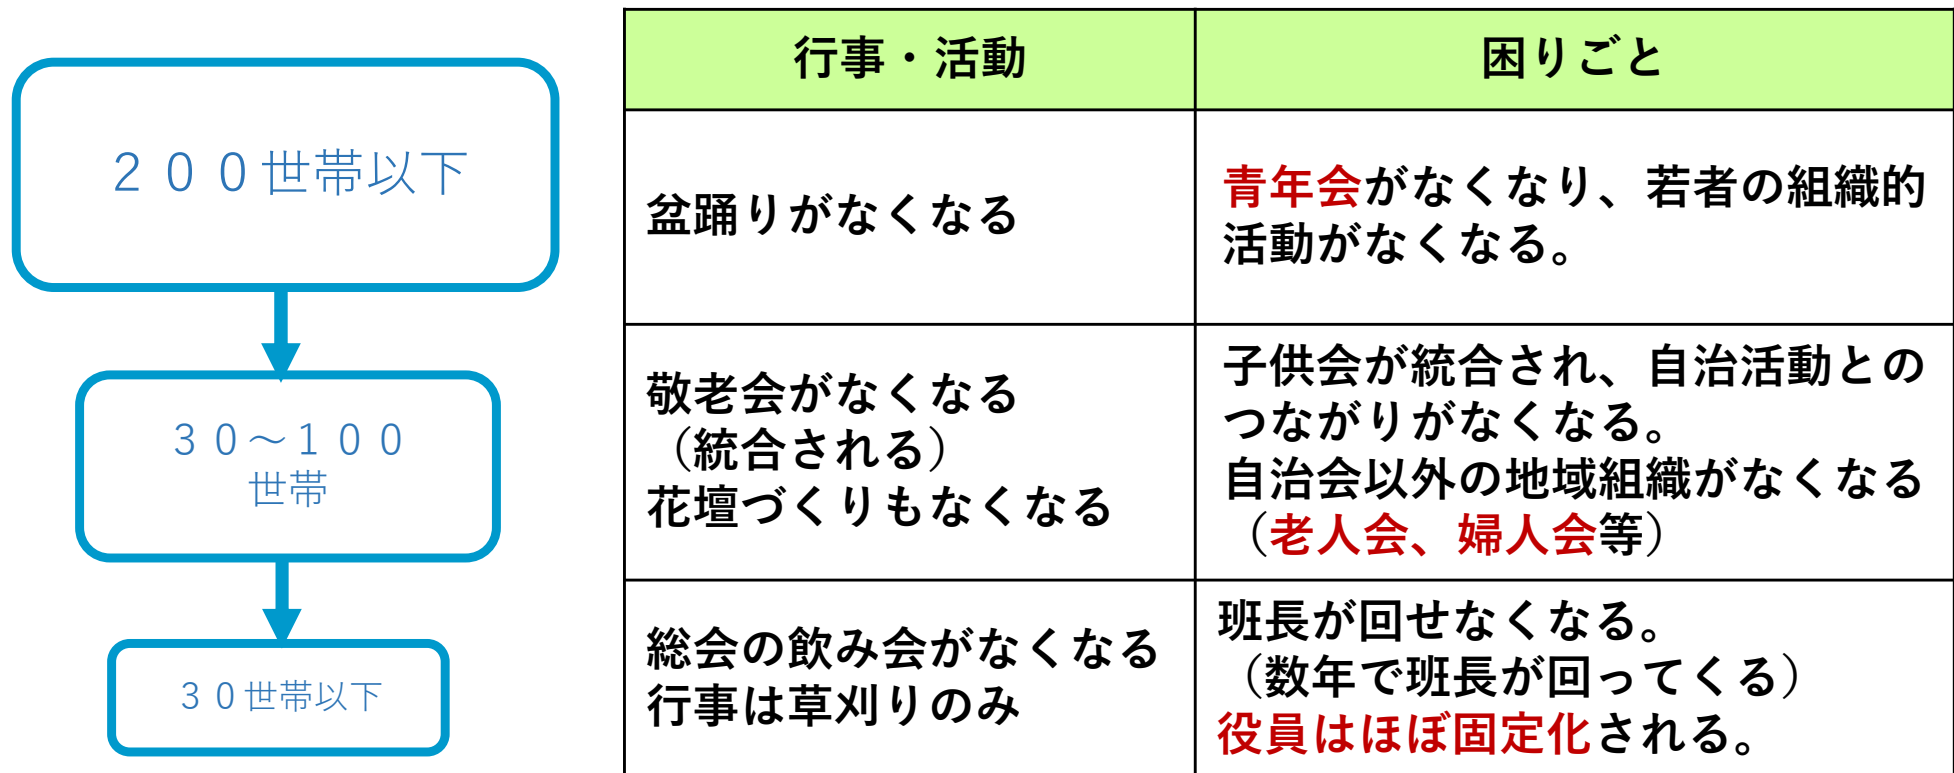 ２００世帯以下
３０～１００
世帯
３０世帯以下
行事・活動
困りごと
盆踊りがなくなる
青年会がなくなり、若者の組織的
活動がなくなる。
敬老会がなくなる
（統合される）
花壇づくりもなくなる
子供会が統合され、自治活動との
つながりがなくなる。
自治会以外の地域組織がなくなる
（老人会、婦人会等）
総会の飲み会がなくなる
行事は草刈りのみ
班長が回せなくなる。
（数年で班長が回ってくる）
役員はほぼ固定化される。